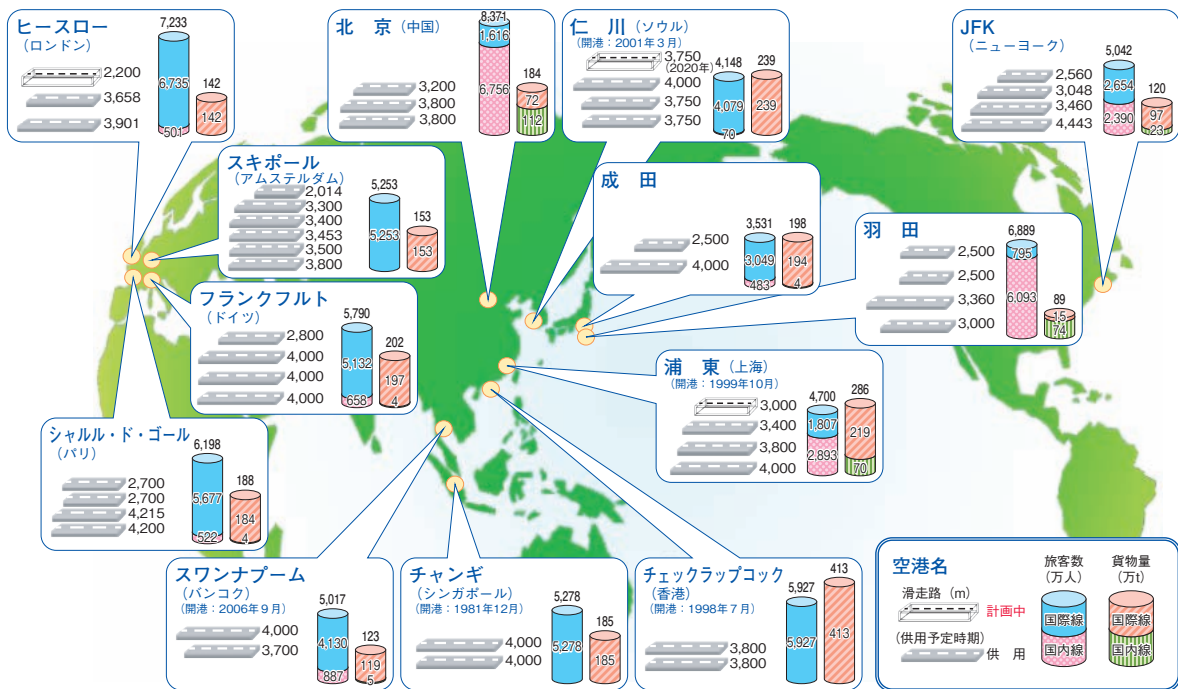 ヒースロー
(ロンドン)
2,200
3,658
3,901
7,233
6,735
501
142
142
北 京(中国)
3,200
3,800
3,800
8,371
1,616
6,756
184
72
112
仁 川(ソウル)
(開港:2001年3月)
3,750
(2020年)
4,000
3,750
3,750
4,148
4,079
70
239
239
JFK
(ニューヨーク)
2,560
3,048
3,460
4,443
5,042
2,654
2,390
120
97
23
スキポール
(アムステルダム)
2,014
3,300
3,400
3,453
3,500
3,800
5,253
5,253
153
153
成 田
2,500
4,000
3,531
3,049
483
198
194
4
羽 田
2,500
2,500
3,360
3,000
6,889
795
6,093
89
15
74
フランクフルト
(ドイツ)
2,800
4,000
4,000
4,000
5,790
5,132
658
202
197
4
浦 東(上海)
(開港:1999年10月)
3,000
3,400
3,800
4,000
4,700
1,807
2,893
286
219
70
シャルル・ド・ゴール
(パリ)
2,700
2,700
4,215
4,200
6,198
5,677
522
188
184
4
スワンナプーム
(バンコク)
(開港:2006年9月)
4,000
3,700
5,017
4,130
887
123
119
5
チャンギ
(シンガポール)
(開港:1981年12月)
4,000
4,000
5,278
5,278
185
185
チェックラップコック
(香港)
(開港:1998年7月)
3,800
3,800
5,927
5,927
413
413
空港名
滑走路(m)
計画中
(供用予定時期)
供 用
旅客数
(万人)
国際線
国内線
貨物量
(万t)
国際線
国内線